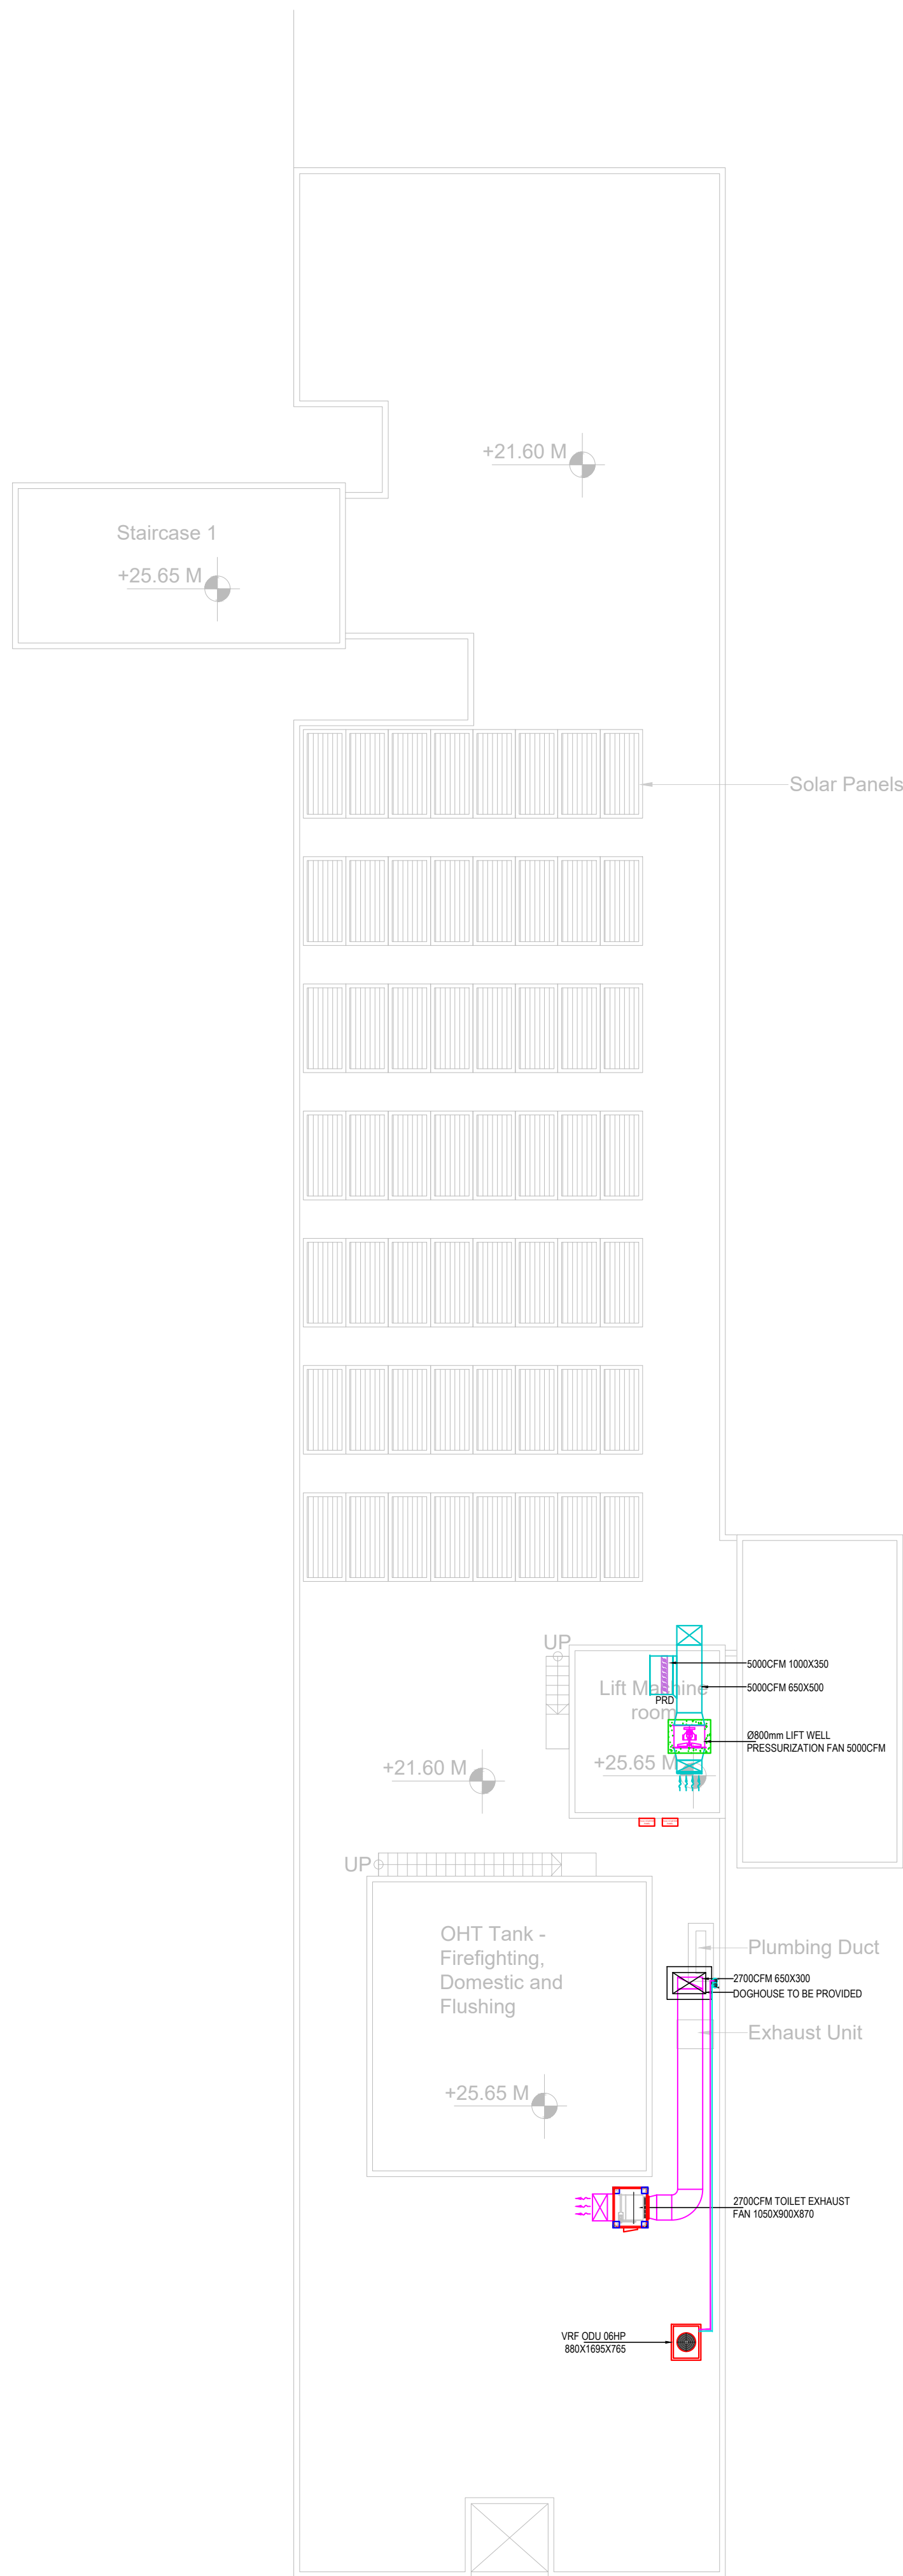 +21.60 M
Staircase 1
+25.65 M
Solar Panels
UP
5000CFM 1000X350
Lift Machine
room
5000CFM 650X500
PRD
Ø800mm LIFT WELL
PRESSURIZATION FAN 5000CFM
+21.60 M
+25.65 M
UP
OHT Tank -
Firefighting,
Domestic and
Flushing
Plumbing Duct
2700CFM 650X300
DOGHOUSE TO BE PROVIDED
Exhaust Unit
+25.65 M
2700CFM TOILET EXHAUST
FAN 1050X900X870
VRF ODU 06HP
880X1695X765